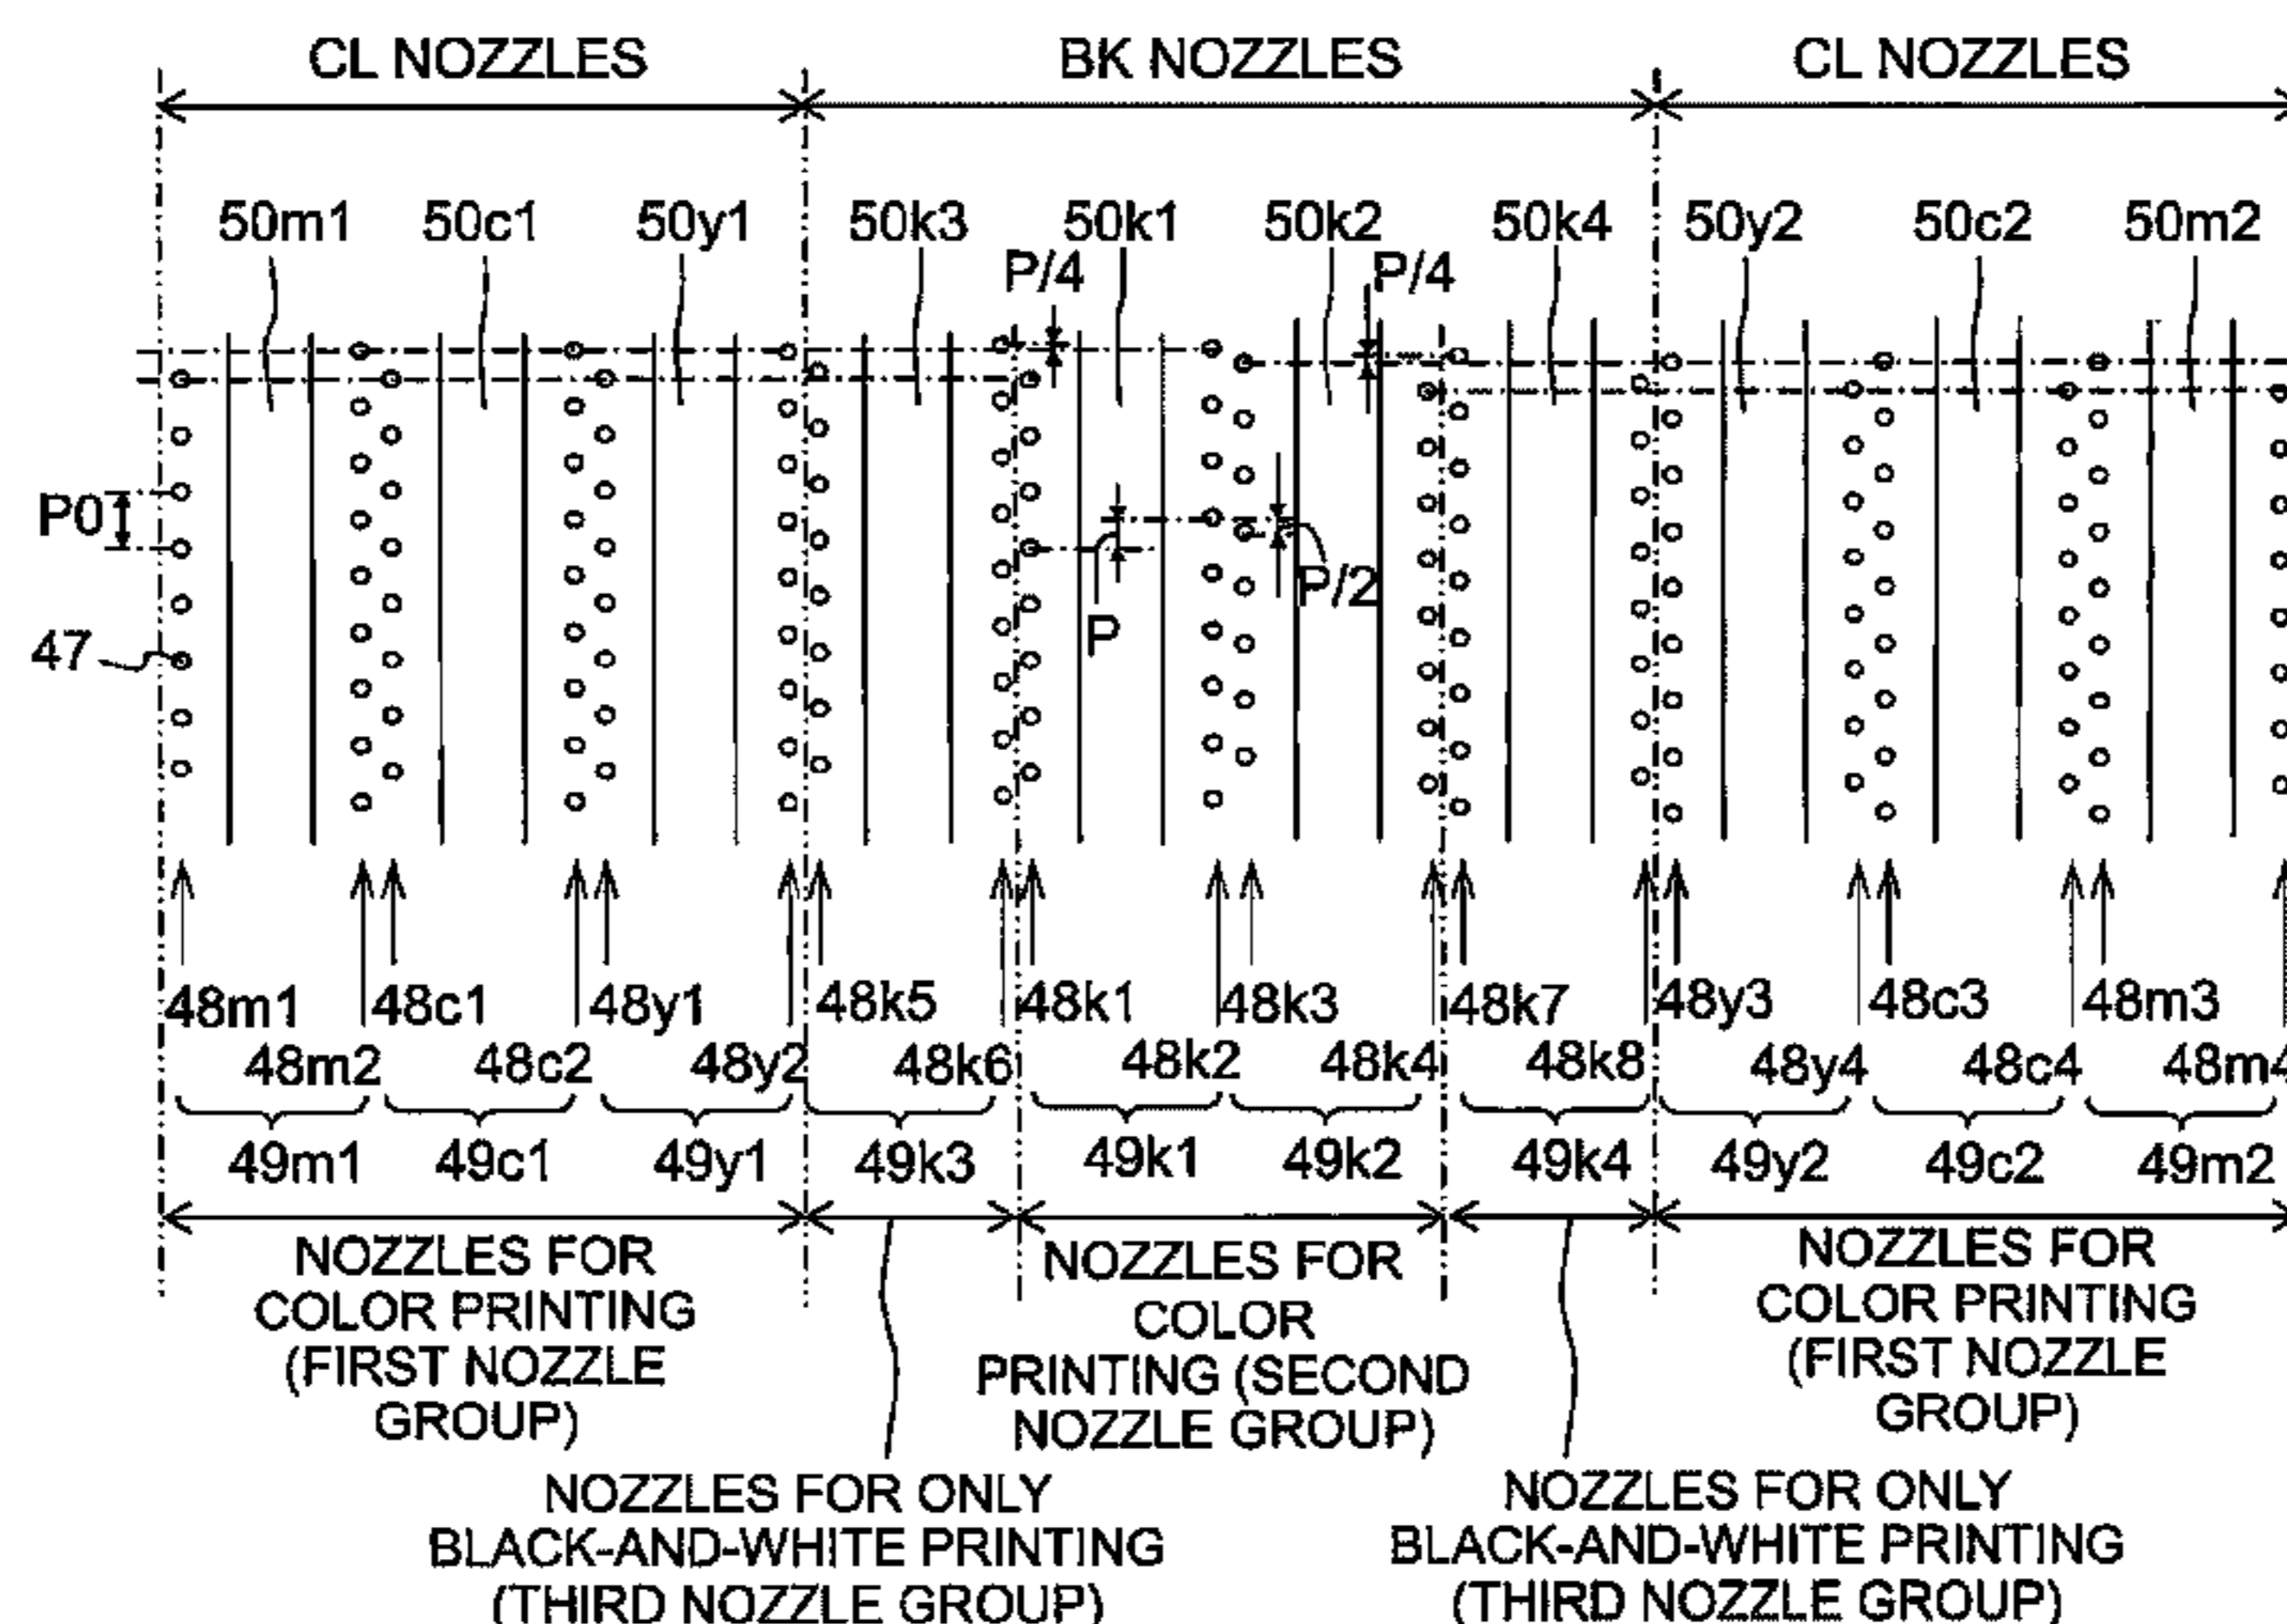 CL NOZZLES BK NOZZLES CL NOZZLES
50m1 50c1 50y1 50k3 50k1 50k2 50k4 50y2 50c2 50m2
P/4 P/4
P0
P/2
P
47
48m1 48c1 48y1 48k5 48k1 48k3 48k7 48y3 48c3 48m3
48m2 48c2 48y2 48k6 48k2 48k4 48k8 48y4 48c4 48m4
49m1 49c1 49y1 49k3 49k1 49k2 49k4 49y2 49c2 49m2
NOZZLES FOR
COLOR PRINTING
(FIRST NOZZLE
GROUP)
NOZZLES FOR
COLOR
PRINTING (SECOND
NOZZLE GROUP)
NOZZLES FOR
COLOR PRINTING
(FIRST NOZZLE
GROUP)
NOZZLES FOR ONLY
BLACK-AND-WHITE PRINTING
(THIRD NOZZLE GROUP)
NOZZLES FOR ONLY
BLACK-AND-WHITE PRINTING
(THIRD NOZZLE GROUP)